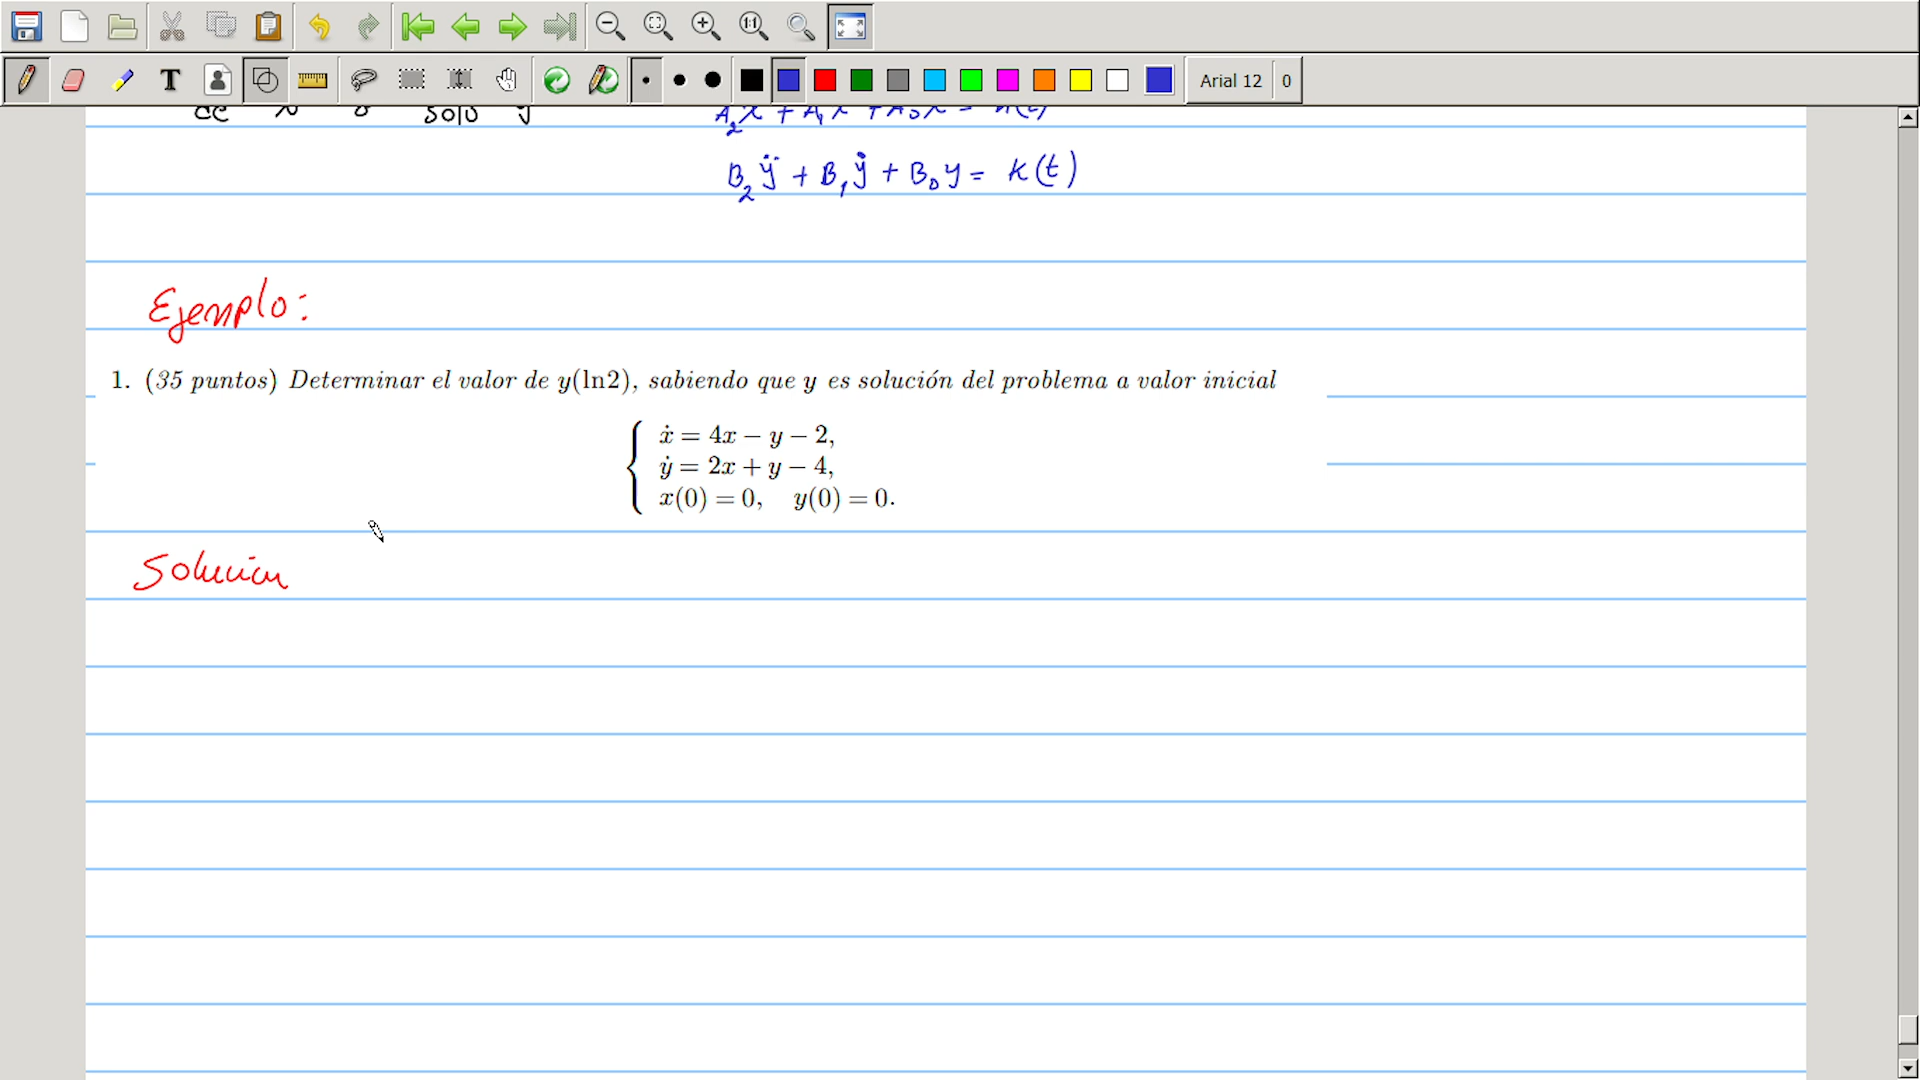 T Arial 12 0
B₂ÿ + B₁ẏ + B₀y = K(t)
Ejemplo:
1. (35 puntos) Determinar el valor de y(ln2), sabiendo que y es solución del problema a valor inicial
ẋ = 4x − y − 2,
ẏ = 2x + y − 4,
x(0) = 0, y(0) = 0.
Solucion